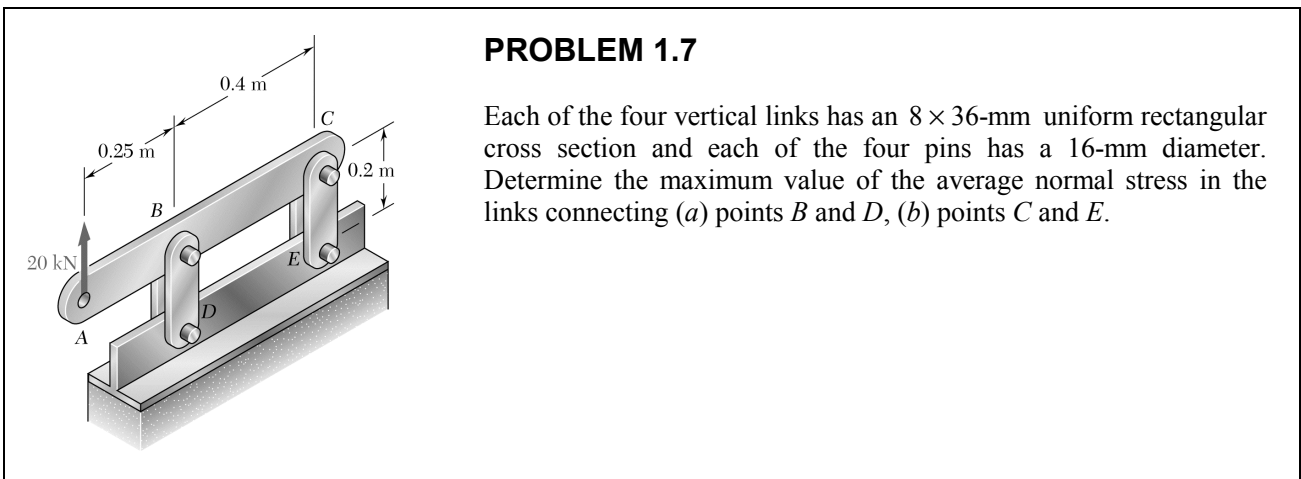 PROBLEM 1.7
0.4 m
C
0.25 m
0.2 m
B
20 kN
E
D
A
Each of the four vertical links has an 8 × 36-mm uniform rectangular
cross section and each of the four pins has a 16-mm diameter.
Determine the maximum value of the average normal stress in the
links connecting (a) points B and D, (b) points C and E.